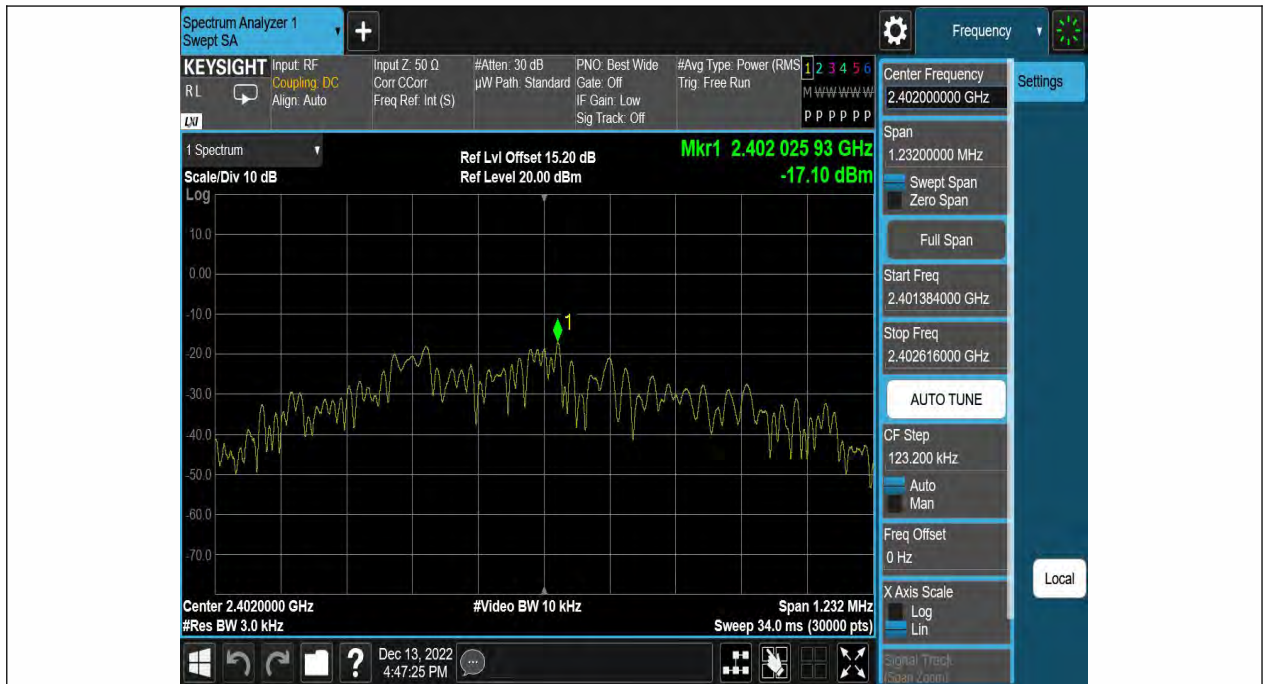 Spectrum Analyzer 1
Swept SA
+
Frequency
KEYSIGHT
RL
LXI
Input: RF
Coupling: DC
Align: Auto
Input Z: 50 Ω
Corr CCorr
Freq Ref: Int (S)
#Atten: 30 dB
µW Path: Standard
PNO: Best Wide
Gate: Off
IF Gain: Low
Sig Track: Off
#Avg Type: Power (RMS
Trig: Free Run
1 2 3 4 5 6
M W W W W W
P P P P P P
1 Spectrum
Scale/Div 10 dB
Log
Ref Lvl Offset 15.20 dB
Ref Level 20.00 dBm
Mkr1 2.402 025 93 GHz
-17.10 dBm
10.0
0.00
-10.0
-20.0
-30.0
-40.0
-50.0
-60.0
-70.0
1
Center 2.4020000 GHz
#Res BW 3.0 kHz
#Video BW 10 kHz
Span 1.232 MHz
Sweep 34.0 ms (30000 pts)
?
Dec 13, 2022
4:47:25 PM
Center Frequency
2.402000000 GHz
Settings
Span
1.23200000 MHz
Swept Span
Zero Span
Full Span
Start Freq
2.401384000 GHz
Stop Freq
2.402616000 GHz
AUTO TUNE
CF Step
123.200 kHz
Auto
Man
Freq Offset
0 Hz
X Axis Scale
Log
Lin
Local
Signal Track
(Span Zoom)